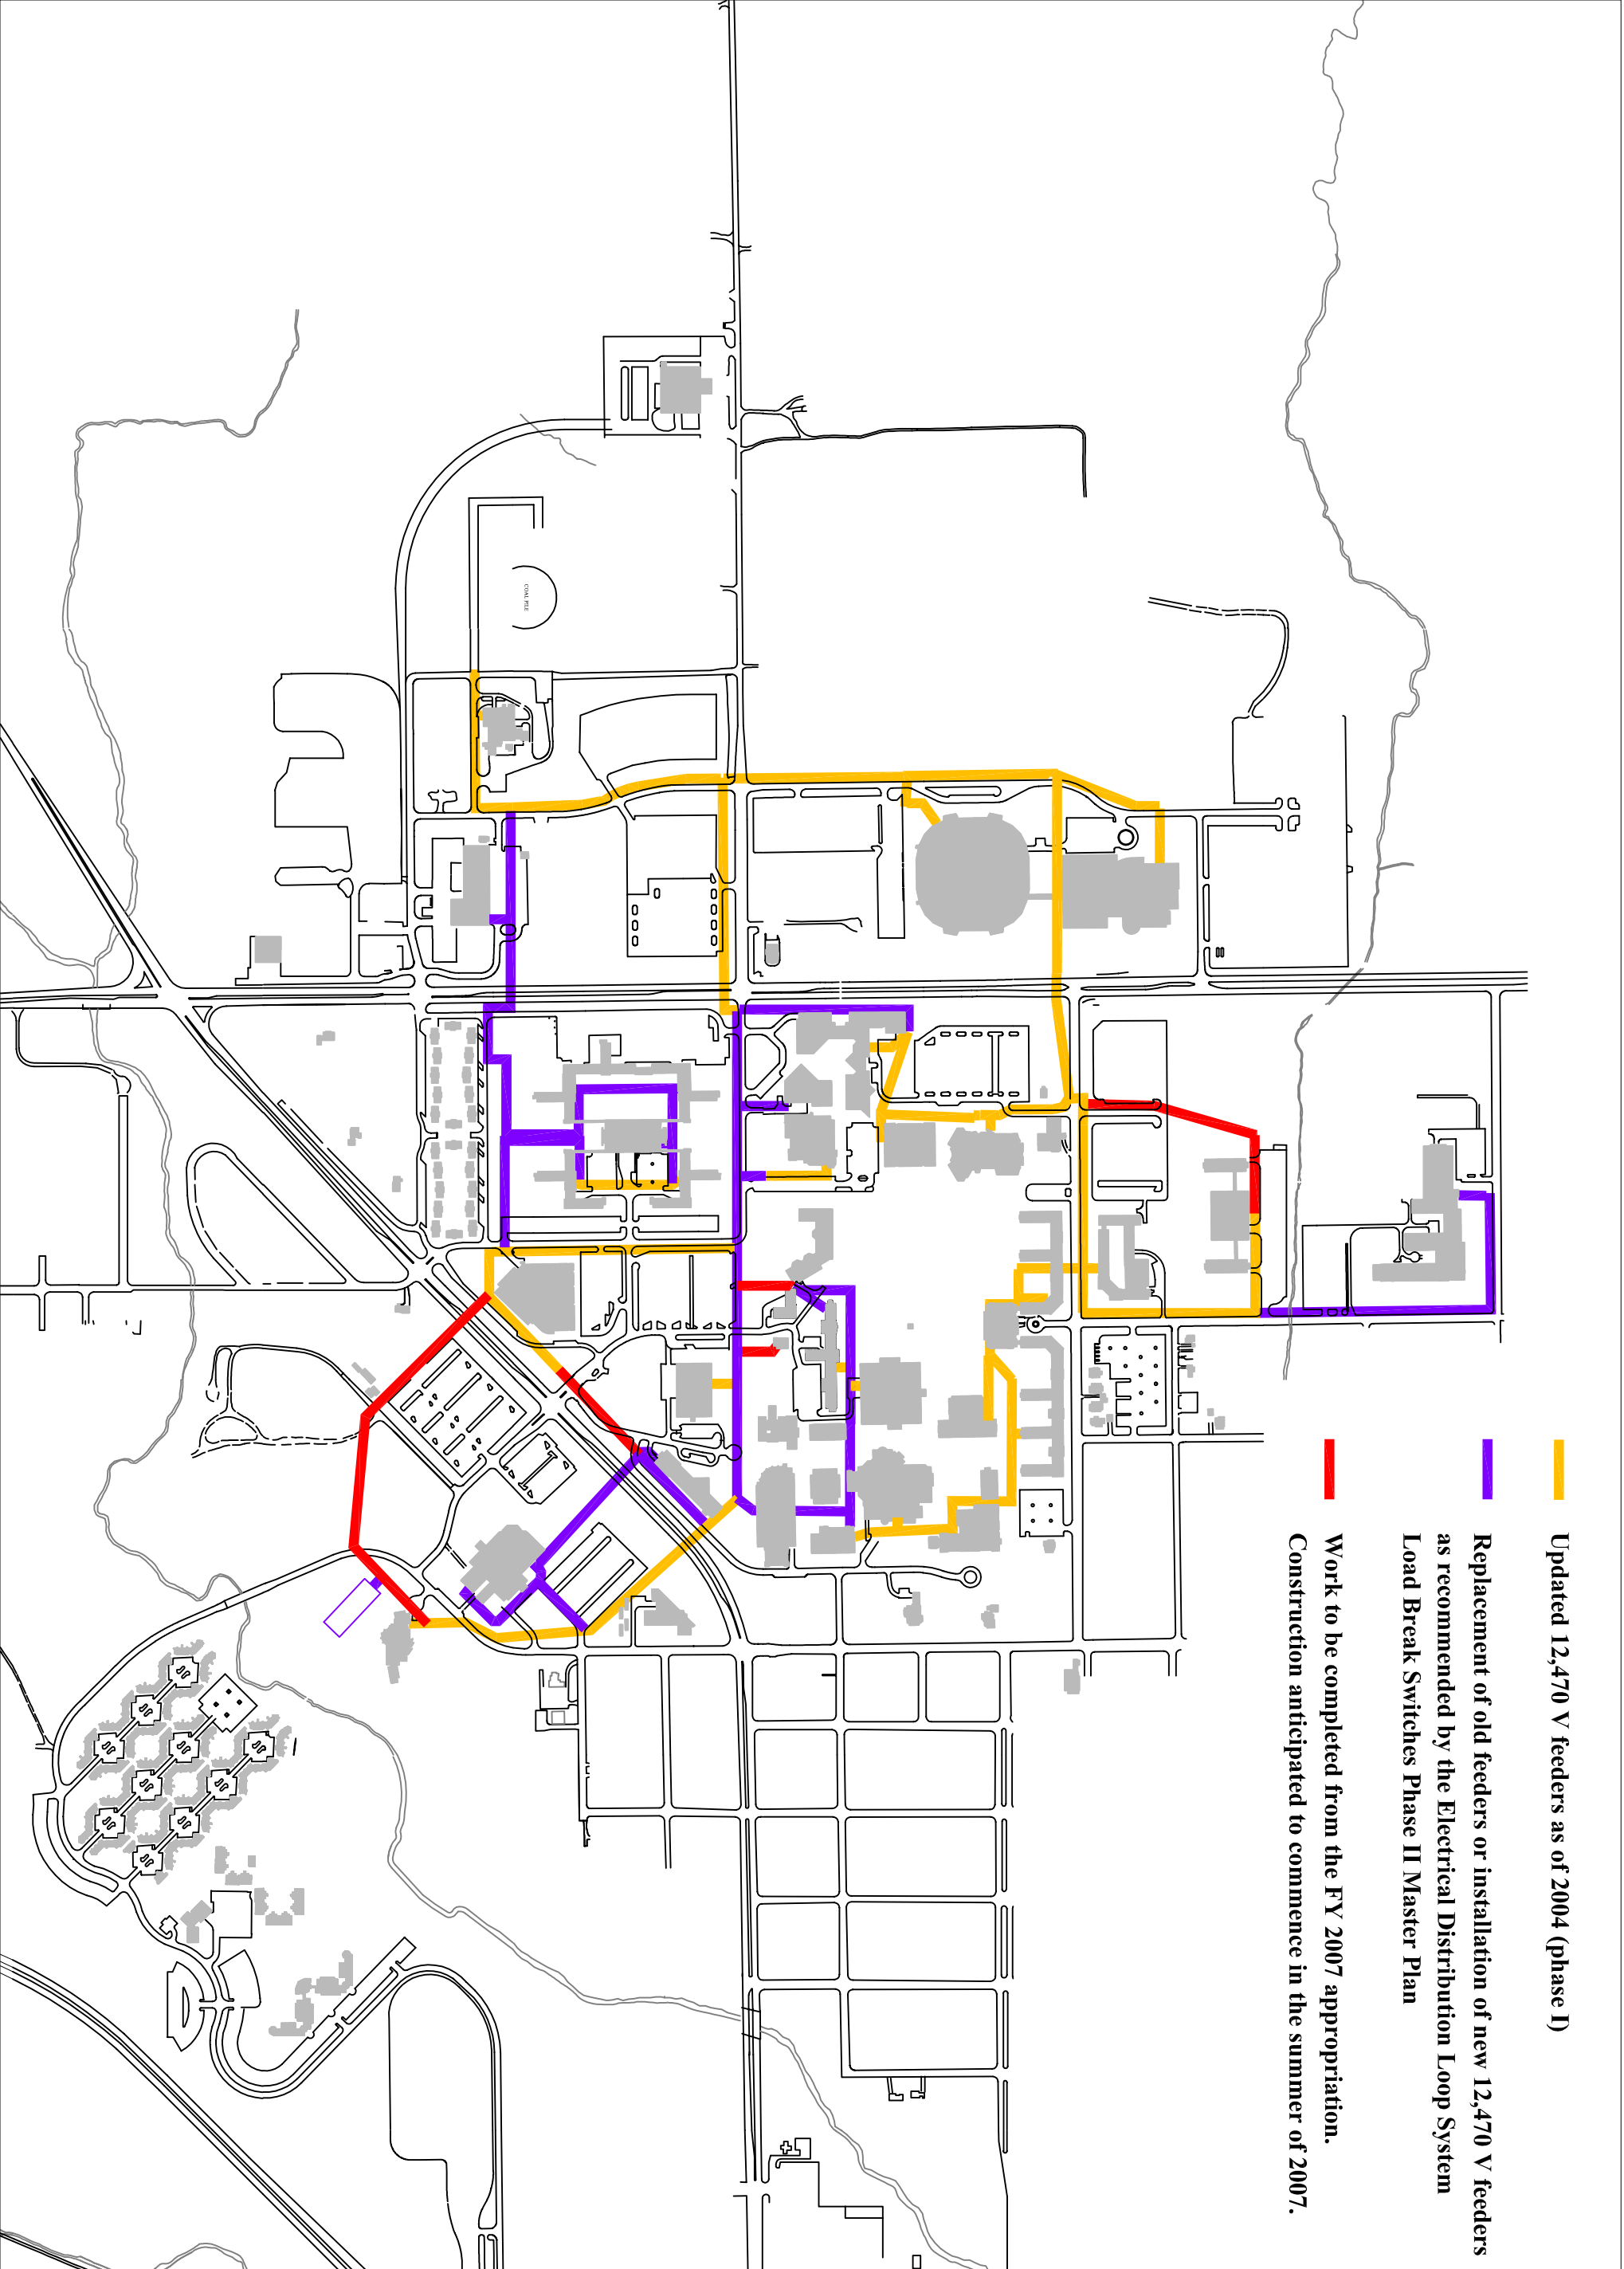 Updated 12,470 V feeders as of 2004 (phase I)
Replacement of old feeders or installation of new 12,470 V feeders
as recommended by the Electrical Distribution Loop System
Load Break Switches Phase II Master Plan
Work to be completed from the FY 2007 appropriation.
Construction anticipated to commence in the summer of 2007.
COAL PILE